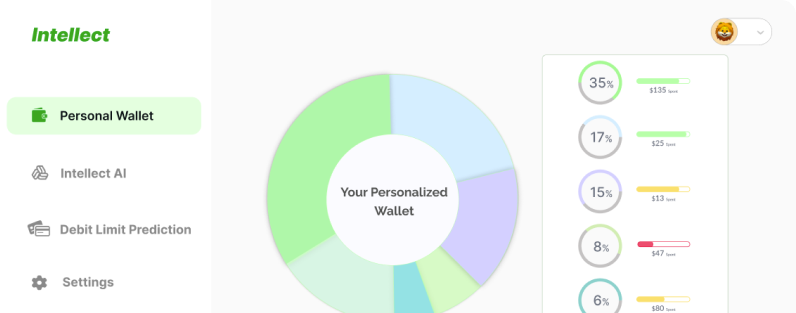 Intellect
Personal Wallet
Intellect AI
Debit Limit Prediction
Settings
Your Personalized
Wallet
35%
$135 Spent
17%
$25 Spent
15%
$13 Spent
8%
$47 Spent
6%
$80 Spent